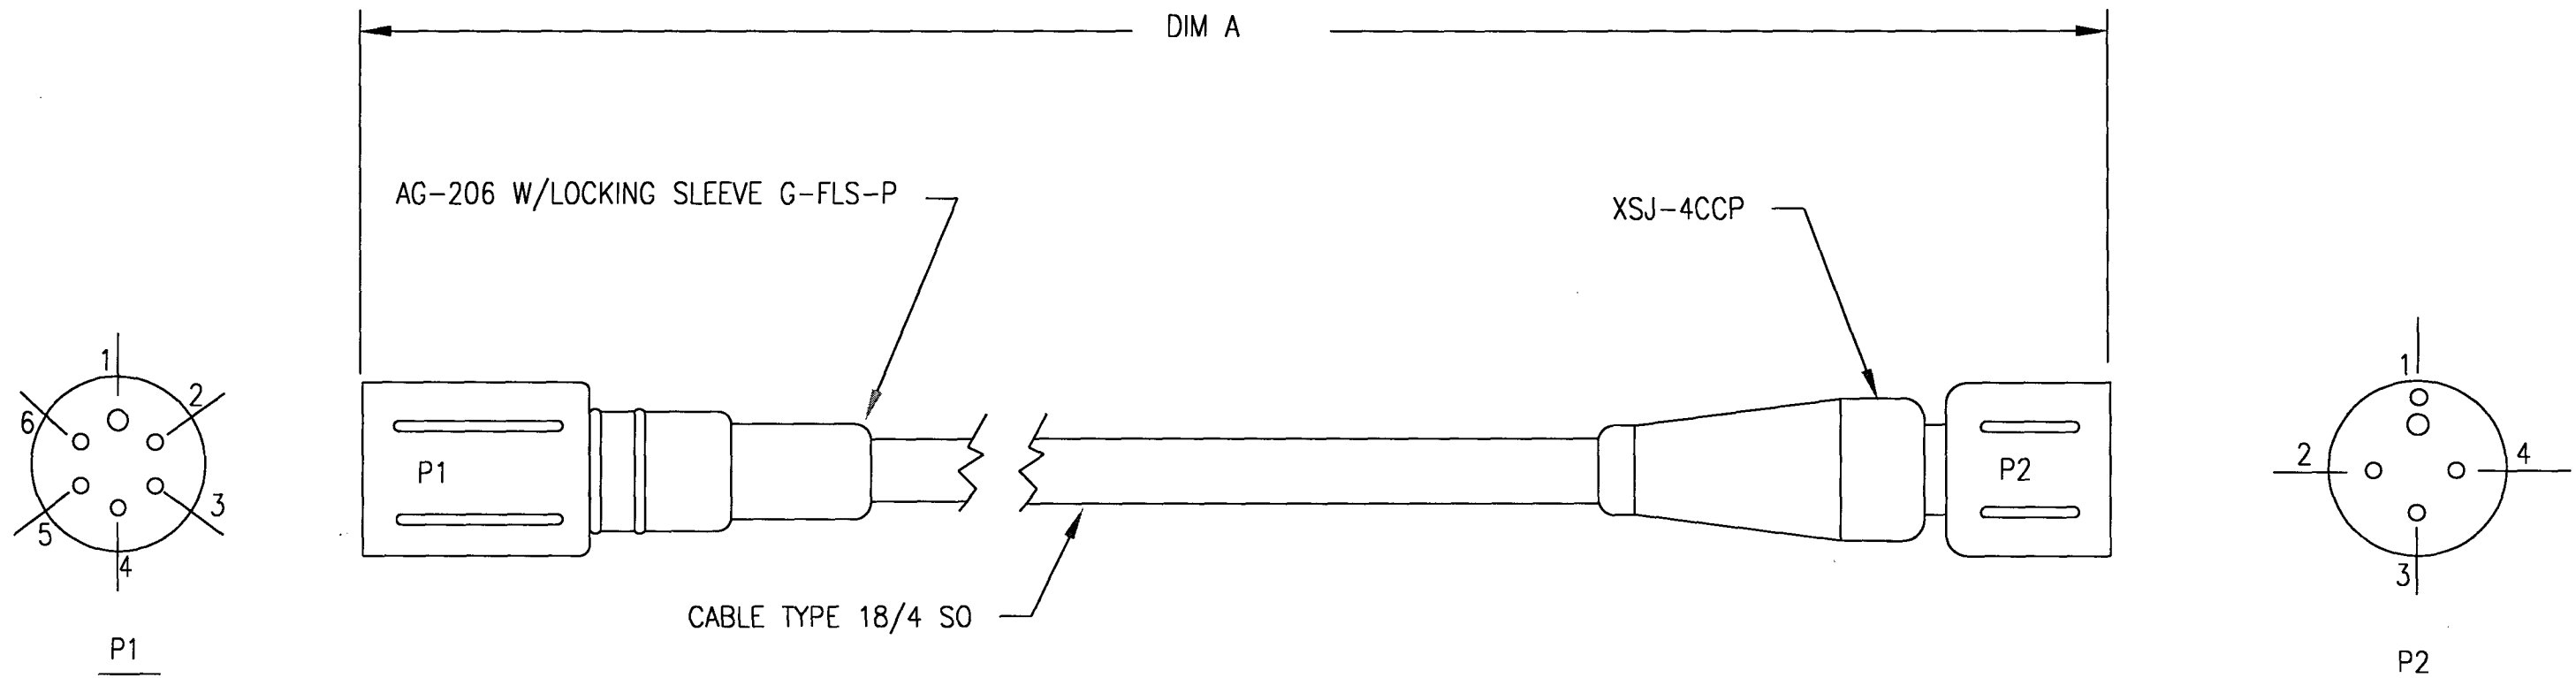 DIM A
AG-206 W/LOCKING SLEEVE G-FLS-P
XSJ-4CCP
1
2
3
4
5
6
P1
P1
P2
1
2
3
4
P2
CABLE TYPE 18/4 SO